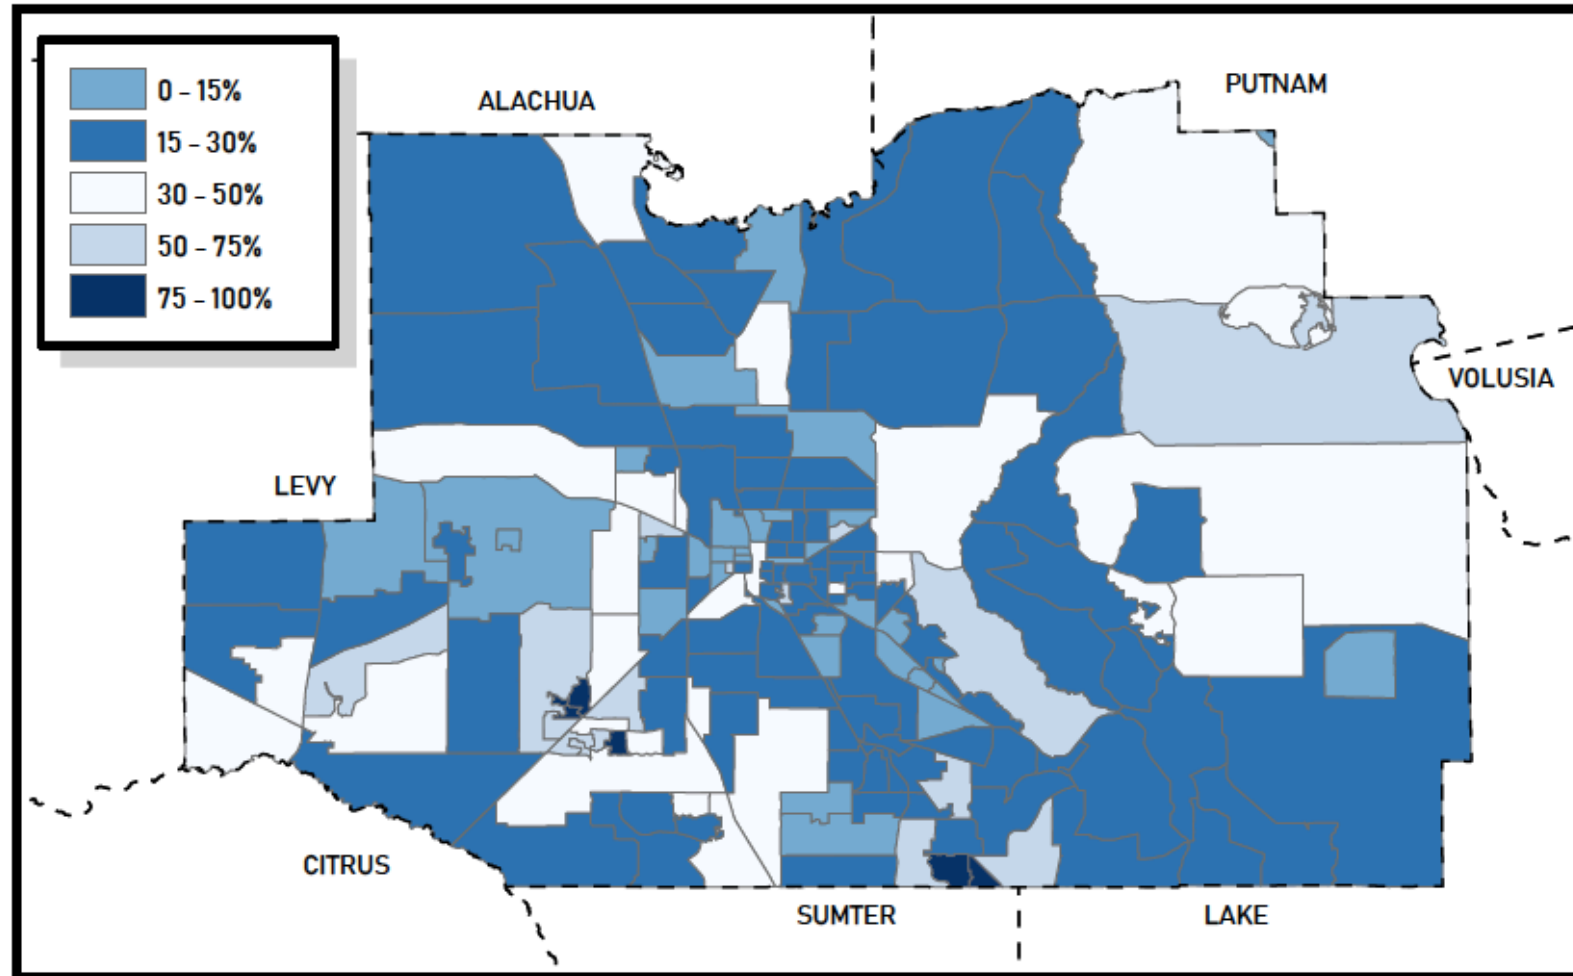 0 - 15%
15 - 30%
30 - 50%
50 - 75%
75 - 100%
ALACHUA
PUTNAM
VOLUSIA
LEVY
CITRUS
SUMTER
LAKE